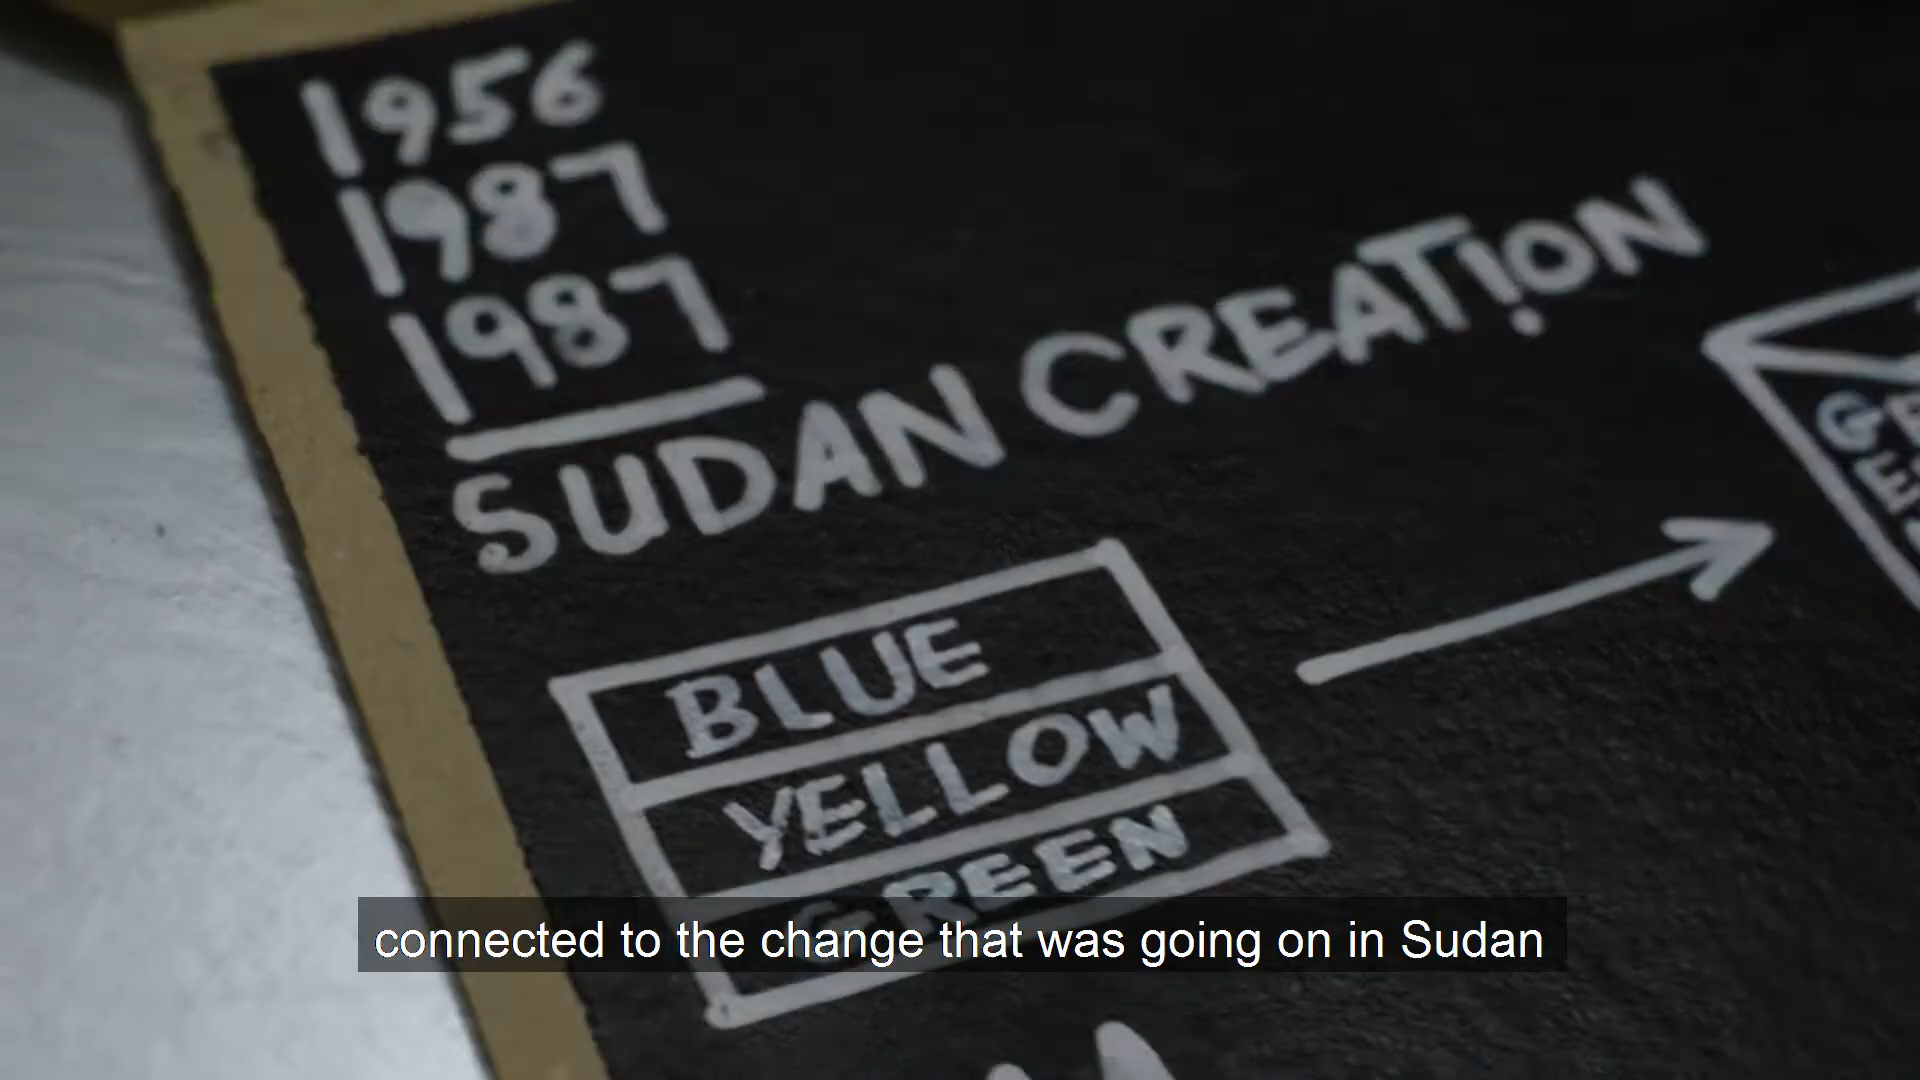 1956
1987
1987
SUDAN CREATION
BLUE
YELLOW
GREEN
connected to the change that was going on in Sudan